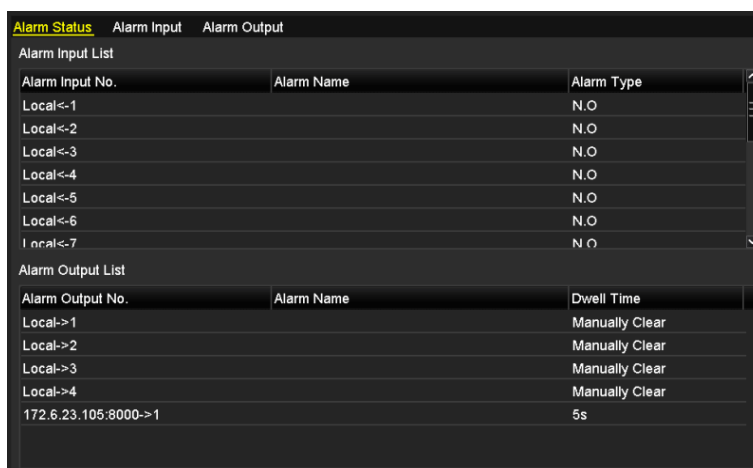 Alarm Status Alarm Input Alarm Output
Alarm Input List
Alarm Input No. Alarm Name Alarm Type
Local<-1 N.O
Local<-2 N.O
Local<-3 N.O
Local<-4 N.O
Local<-5 N.O
Local<-6 N.O
Local<-7 N.O
Alarm Output List
Alarm Output No. Alarm Name Dwell Time
Local->1 Manually Clear
Local->2 Manually Clear
Local->3 Manually Clear
Local->4 Manually Clear
172.6.23.105:8000->1 5s